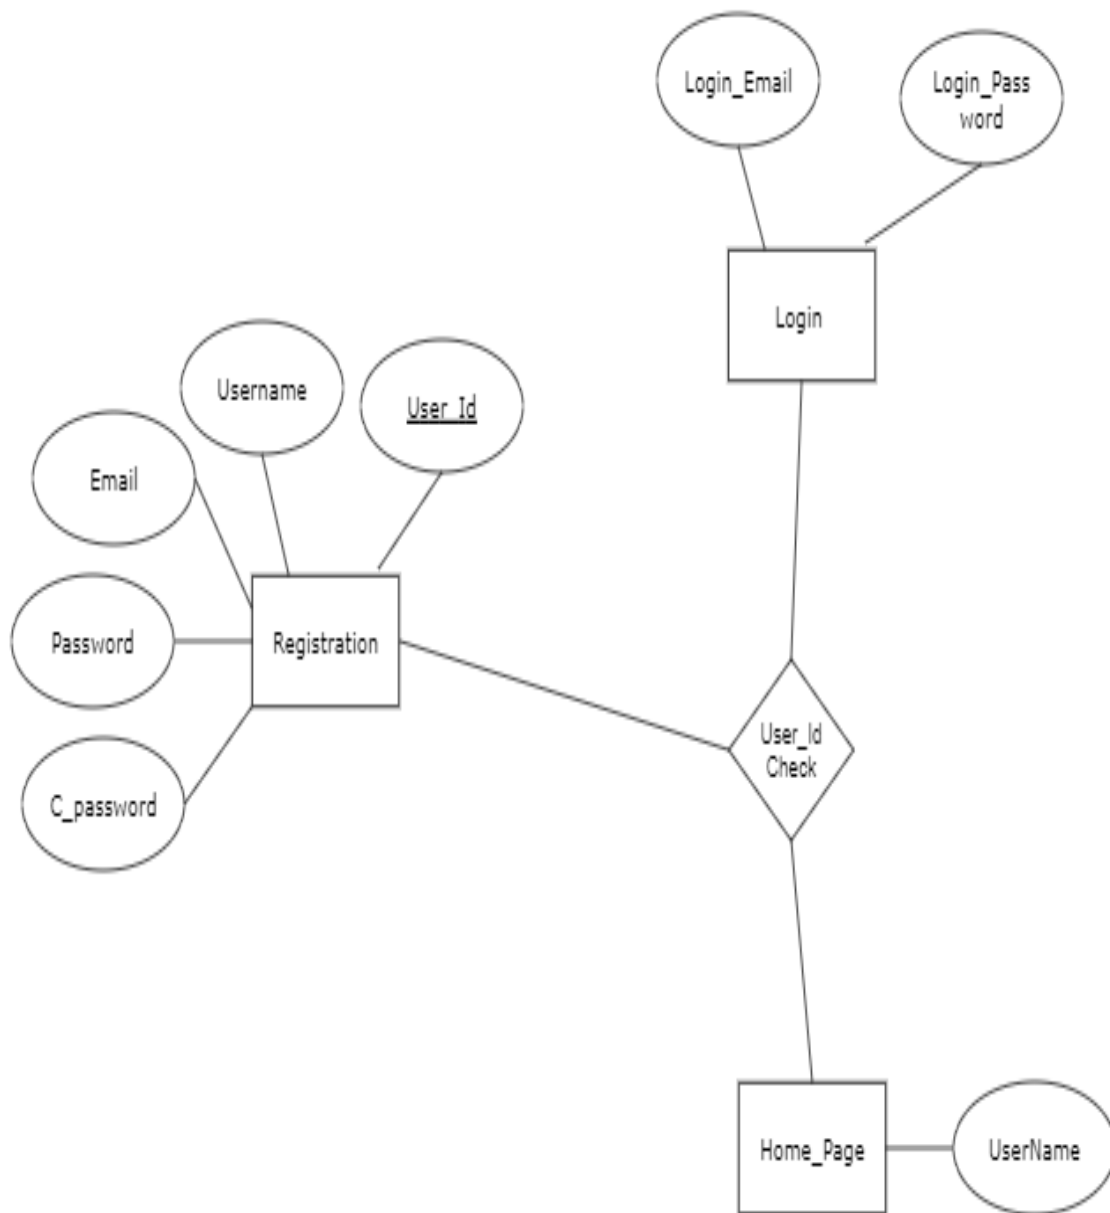 Login_Email
Login_Pass
word
Login
Username
User_Id
Email
Password
Registration
C_password
User_Id
Check
Home_Page
UserName